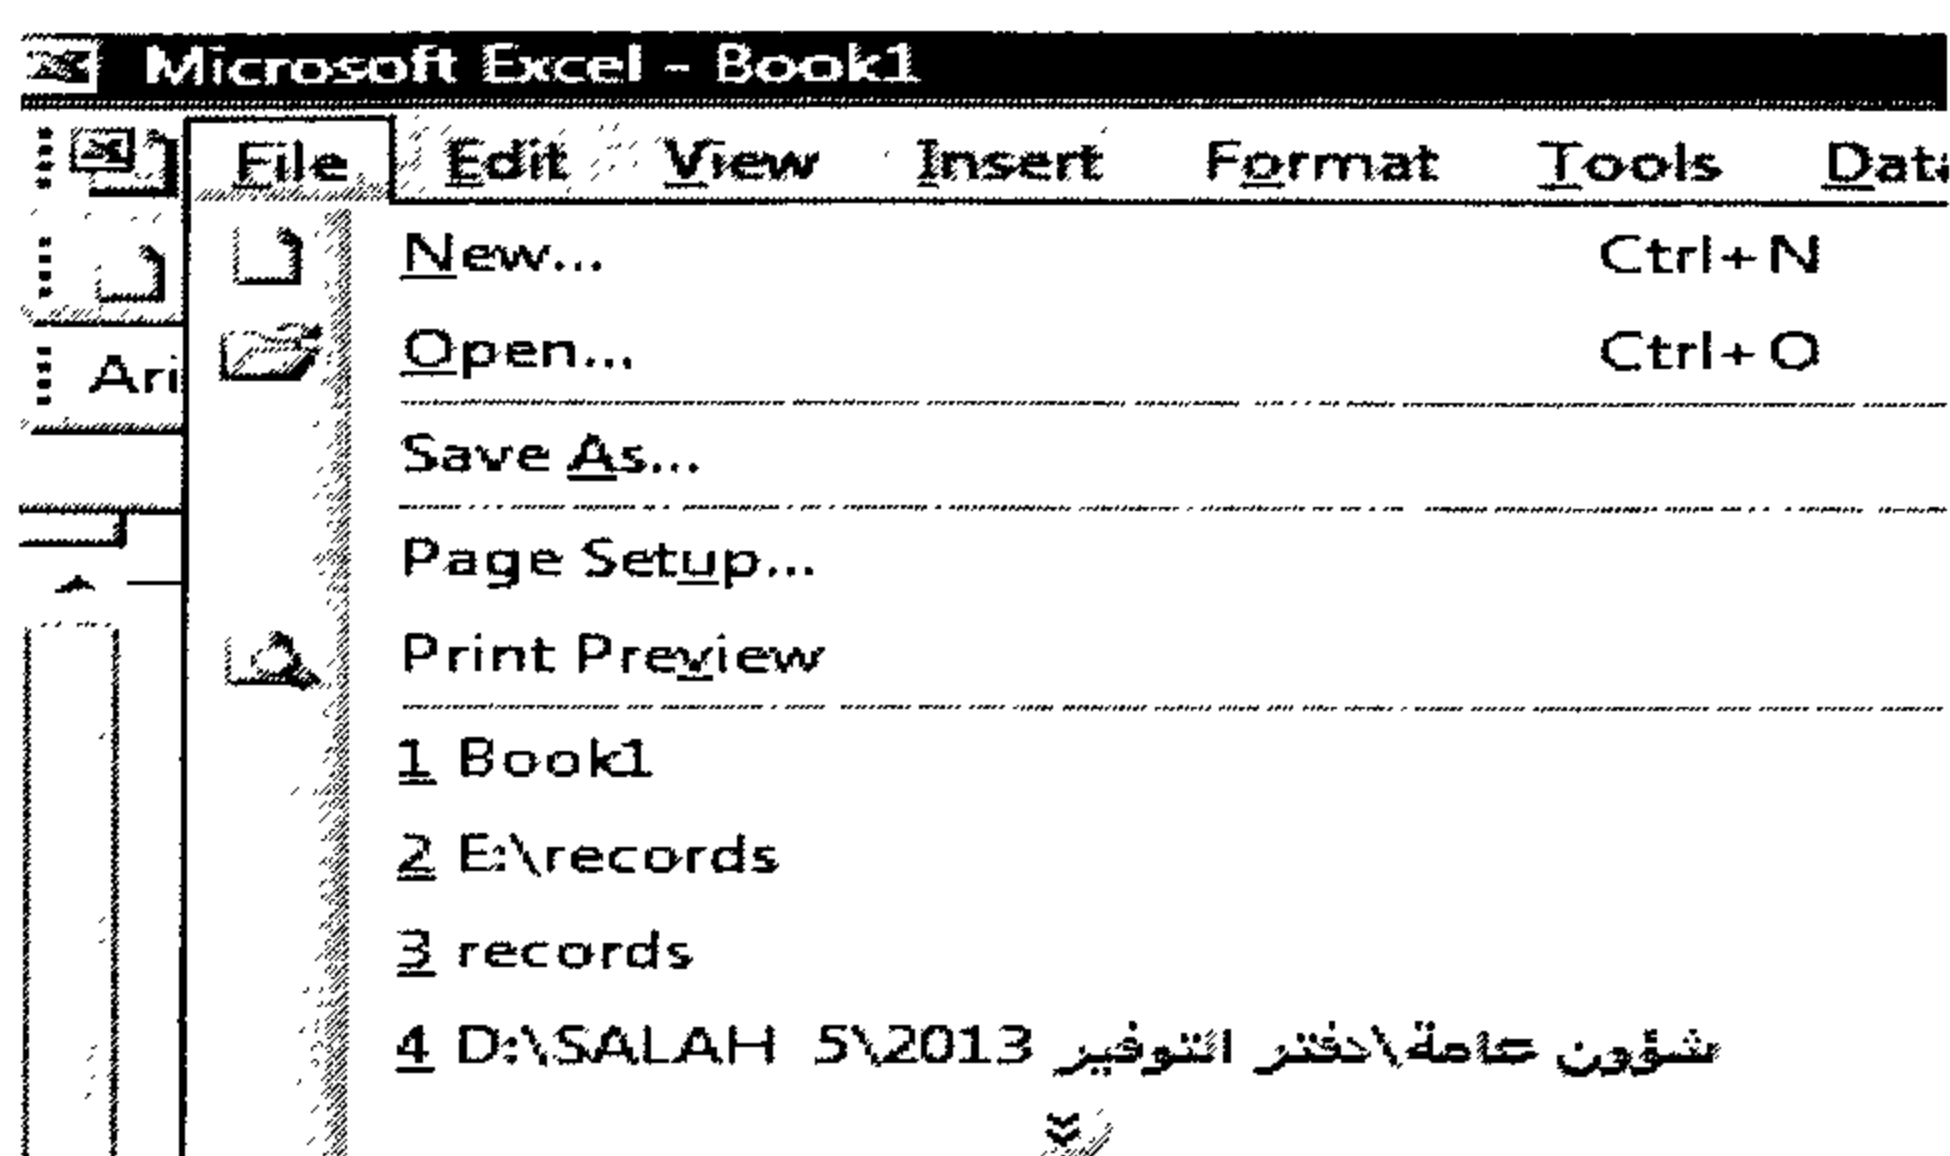 Microsoft Excel - Book1
File Edit View Insert Format Tools Data
Ari
New... Ctrl+N
Open... Ctrl+O
Save As...
Page Setup...
Print Preview
1 Book1
2 E:\records
3 records
4 D:\SALAH 5\2013 شؤون عامة\دفتر التوفير